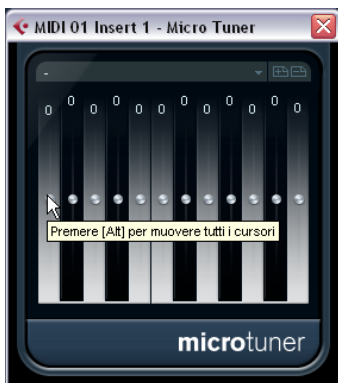 MIDI 01 Insert 1 - Micro Tuner
-
0 0 0 0 0 0 0 0 0 0 0 0
Premere [Alt] per muovere tutti i cursori
microtuner